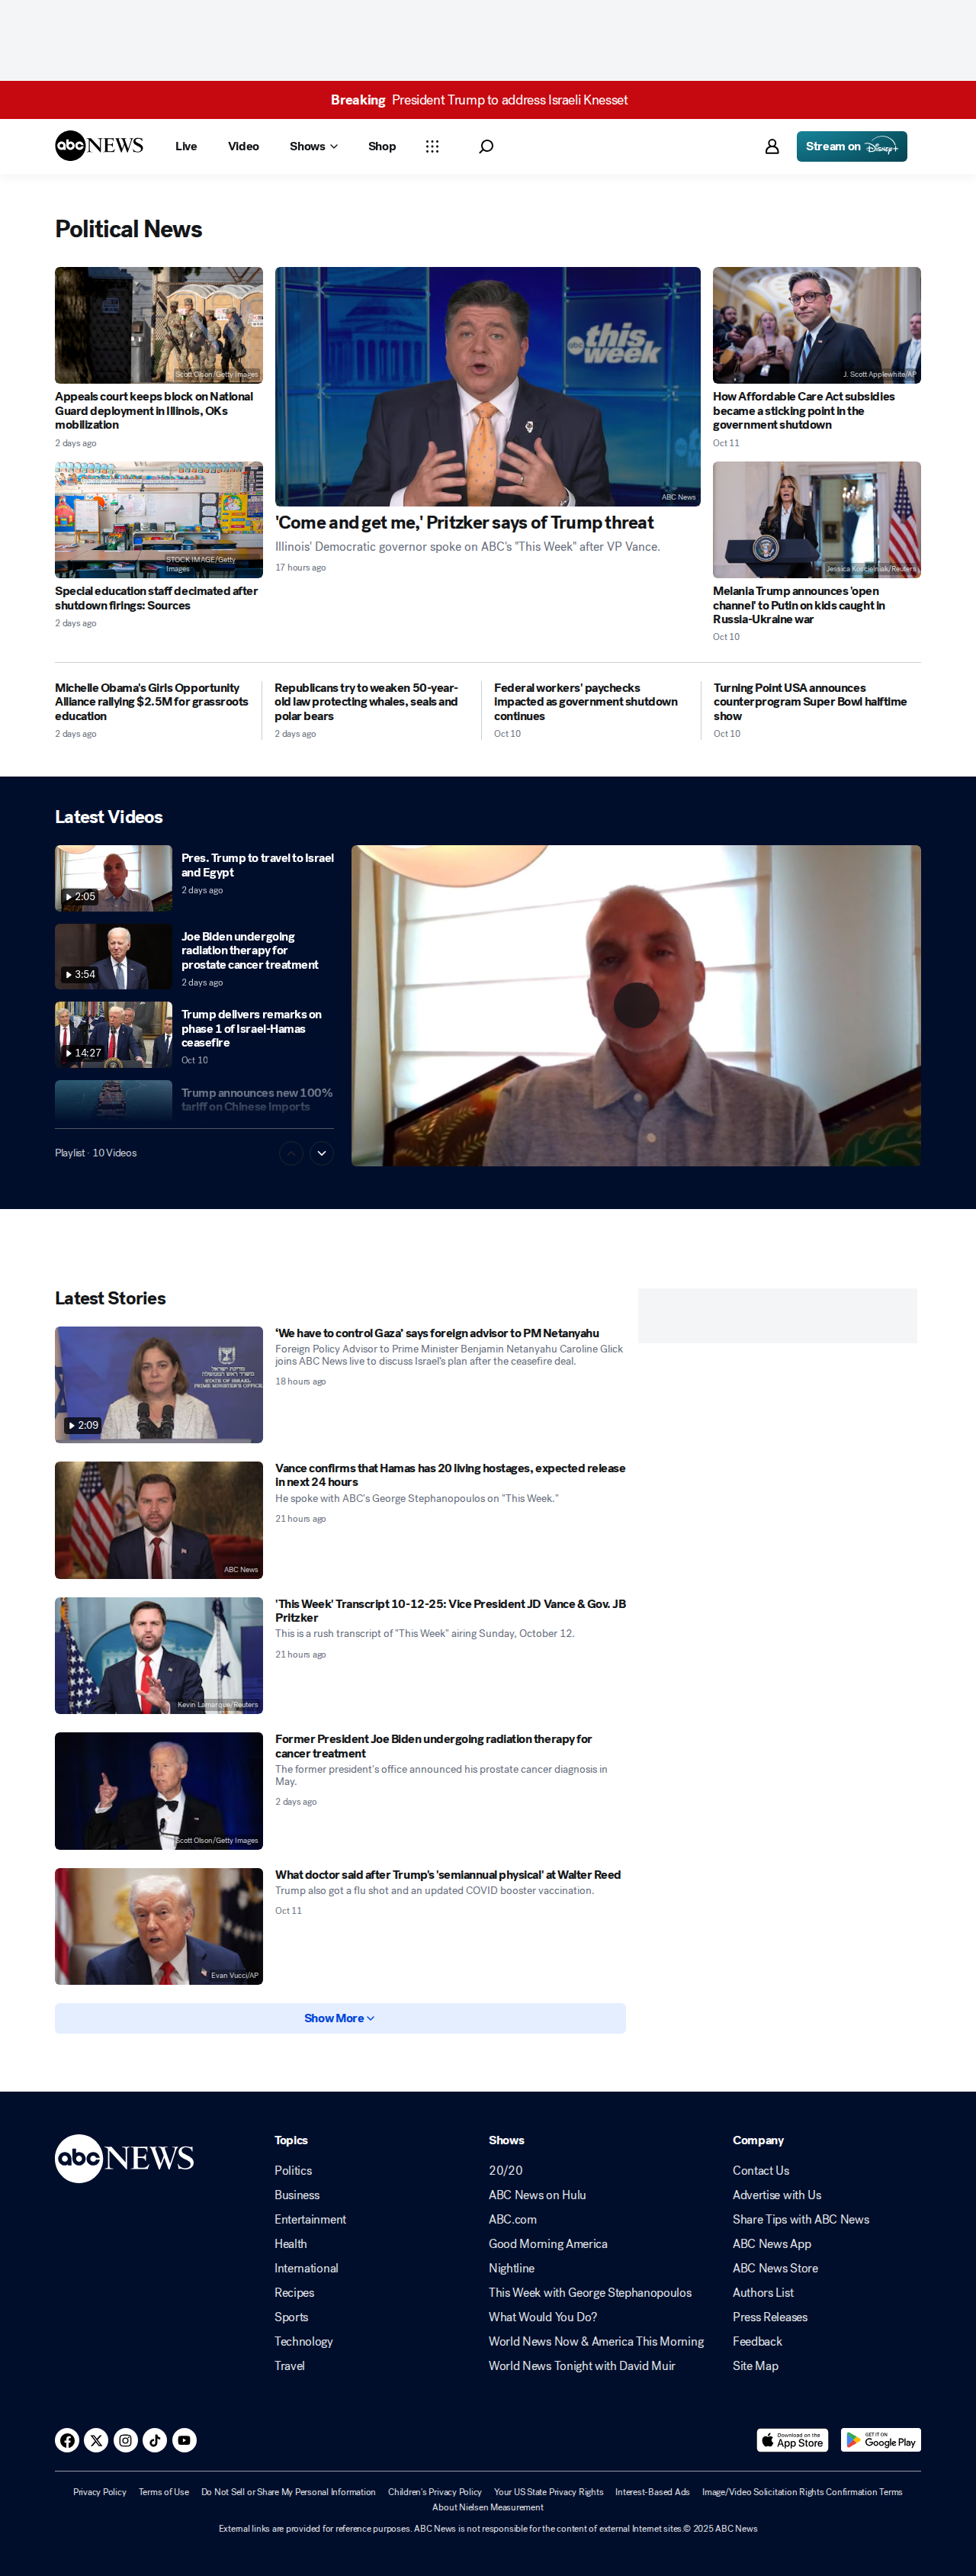 Breaking President Trump to address Israeli Knesset
abc NEWS
Live
Video
Shows
Shop
Stream on Disney+
Political News
Scott Olson/Getty Images
Appeals court keeps block on National
Guard deployment in Illinois, OKs
mobilization
2 days ago
STOCK IMAGE/Getty
Images
Special education staff decimated after
shutdown firings: Sources
2 days ago
abc this
week
ABC News
'Come and get me,' Pritzker says of Trump threat
Illinois' Democratic governor spoke on ABC's "This Week" after VP Vance.
17 hours ago
J. Scott Applewhite/AP
How Affordable Care Act subsidies
became a sticking point in the
government shutdown
Oct 11
Jessica Koscielniak/Reuters
Melania Trump announces 'open
channel' to Putin on kids caught in
Russia-Ukraine war
Oct 10
Michelle Obama's Girls Opportunity
Alliance rallying $2.5M for grassroots
education
2 days ago
Republicans try to weaken 50-year-
old law protecting whales, seals and
polar bears
2 days ago
Federal workers' paychecks
impacted as government shutdown
continues
Oct 10
Turning Point USA announces
counterprogram Super Bowl halftime
show
Oct 10
Latest Videos
2:05
Pres. Trump to travel to Israel
and Egypt
2 days ago
3:54
Joe Biden undergoing
radiation therapy for
prostate cancer treatment
2 days ago
14:27
Trump delivers remarks on
phase 1 of Israel-Hamas
ceasefire
Oct 10
Trump announces new 100%
tariff on Chinese imports
Playlist · 10 Videos
Latest Stories
STATE OF ISRAEL
PRIME MINISTER'S OFFICE
2:09
‘We have to control Gaza’ says foreign advisor to PM Netanyahu
Foreign Policy Advisor to Prime Minister Benjamin Netanyahu Caroline Glick
joins ABC News live to discuss Israel's plan after the ceasefire deal.
18 hours ago
ABC News
Vance confirms that Hamas has 20 living hostages, expected release
in next 24 hours
He spoke with ABC's George Stephanopoulos on "This Week."
21 hours ago
Kevin Lamarque/Reuters
'This Week' Transcript 10-12-25: Vice President JD Vance & Gov. JB
Pritzker
This is a rush transcript of "This Week" airing Sunday, October 12.
21 hours ago
Scott Olson/Getty Images
Former President Joe Biden undergoing radiation therapy for
cancer treatment
The former president's office announced his prostate cancer diagnosis in
May.
2 days ago
Evan Vucci/AP
What doctor said after Trump's 'semiannual physical' at Walter Reed
Trump also got a flu shot and an updated COVID booster vaccination.
Oct 11
Show More
abc NEWS
Topics
Politics
Business
Entertainment
Health
International
Recipes
Sports
Technology
Travel
Shows
20/20
ABC News on Hulu
ABC.com
Good Morning America
Nightline
This Week with George Stephanopoulos
What Would You Do?
World News Now & America This Morning
World News Tonight with David Muir
Company
Contact Us
Advertise with Us
Share Tips with ABC News
ABC News App
ABC News Store
Authors List
Press Releases
Feedback
Site Map
Download on the
App Store
GET IT ON
Google Play
Privacy Policy Terms of Use Do Not Sell or Share My Personal Information Children's Privacy Policy Your US State Privacy Rights Interest-Based Ads Image/Video Solicitation Rights Confirmation Terms
About Nielsen Measurement
External links are provided for reference purposes. ABC News is not responsible for the content of external Internet sites.© 2025 ABC News